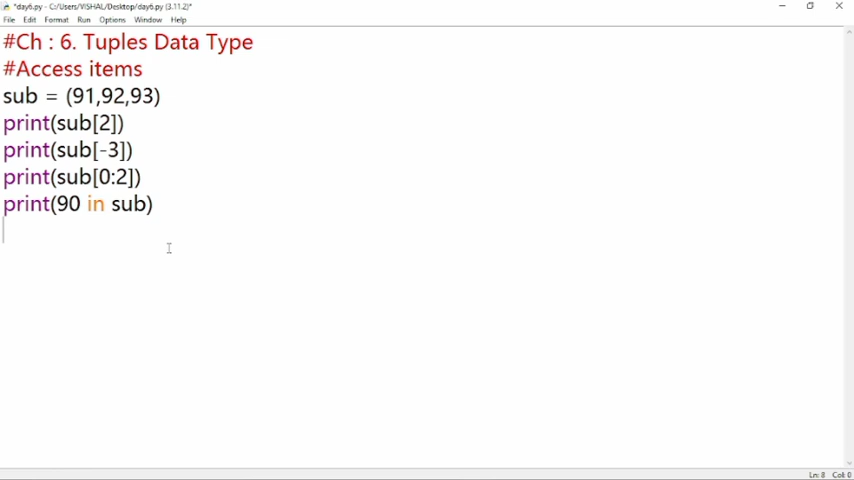 *day6.py - C:/Users/VISHAL/Desktop/day6.py (3.11.2)*
File Edit Format Run Options Window Help
#Ch : 6. Tuples Data Type
#Access items
sub = (91,92,93)
print(sub[2])
print(sub[-3])
print(sub[0:2])
print(90 in sub)
Ln: 8 Col: 0